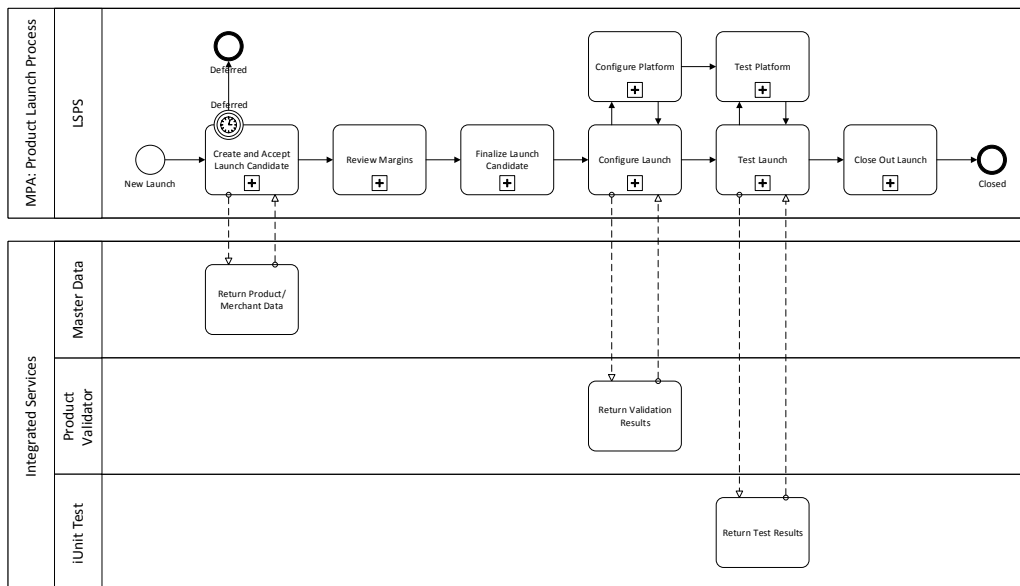 MPA: Product Launch Process
LSPS
Deferred
Deferred
New Launch
Create and Accept
Launch Candidate
Review Margins
Finalize Launch
Candidate
Configure Platform
Configure Launch
Test Platform
Test Launch
Close Out Launch
Closed
Integrated Services
Master Data
Return Product/
Merchant Data
Product
Validator
Return Validation
Results
iUnit Test
Return Test Results